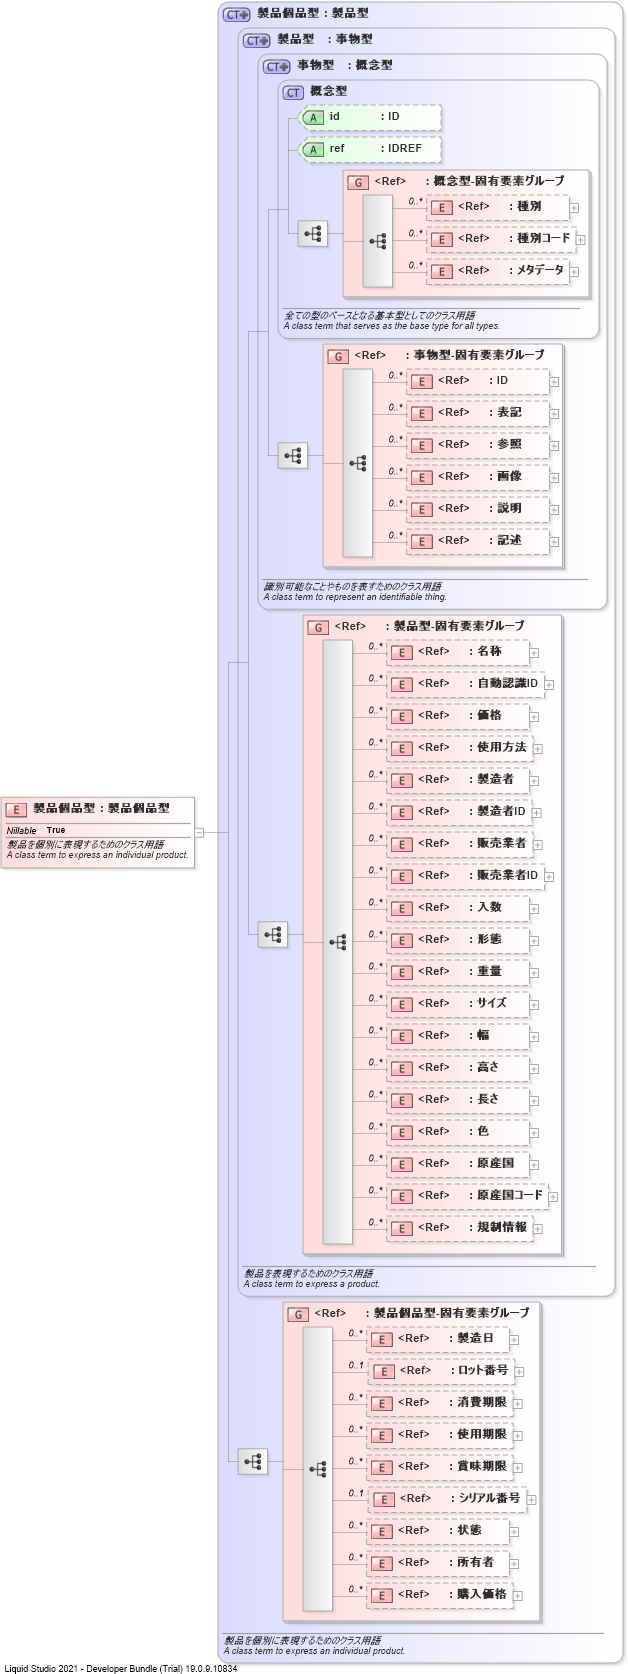 CT 製品個品型 : 製品型
CT 製品型 : 事物型
CT 事物型 : 概念型
CT 概念型
A id : ID
A ref : IDREF
G <Ref> : 概念型-固有要素グループ
0..* E <Ref> : 種別
0..* E <Ref> : 種別コード
0..* E <Ref> : メタデータ
全ての型のベースとなる基本型としてのクラス用語
A class term that serves as the base type for all types.
G <Ref> : 事物型-固有要素グループ
0..* E <Ref> : ID
0..* E <Ref> : 表記
0..* E <Ref> : 参照
0..* E <Ref> : 画像
0..* E <Ref> : 説明
0..* E <Ref> : 記述
識別可能なことやものを表すためのクラス用語
A class term to represent an identifiable thing.
G <Ref> : 製品型-固有要素グループ
0..* E <Ref> : 名称
0..* E <Ref> : 自動認識ID
0..* E <Ref> : 価格
0..* E <Ref> : 使用方法
0..* E <Ref> : 製造者
0..* E <Ref> : 製造者ID
0..* E <Ref> : 販売業者
0..* E <Ref> : 販売業者ID
0..* E <Ref> : 入数
0..* E <Ref> : 形態
0..* E <Ref> : 重量
0..* E <Ref> : サイズ
0..* E <Ref> : 幅
0..* E <Ref> : 高さ
0..* E <Ref> : 長さ
0..* E <Ref> : 色
0..* E <Ref> : 原産国
0..* E <Ref> : 原産国コード
0..* E <Ref> : 規制情報
製品を表現するためのクラス用語
A class term to express a product.
E 製品個品型 : 製品個品型
Nillable True
製品を個別に表現するためのクラス用語
A class term to express an individual product.
G <Ref> : 製品個品型-固有要素グループ
0..* E <Ref> : 製造日
0..1 E <Ref> : ロット番号
0..* E <Ref> : 消費期限
0..* E <Ref> : 使用期限
0..* E <Ref> : 賞味期限
0..1 E <Ref> : シリアル番号
0..* E <Ref> : 状態
0..* E <Ref> : 所有者
0..* E <Ref> : 購入価格
製品を個別に表現するためのクラス用語
A class term to express an individual product.
Liquid Studio 2021 - Developer Bundle (Trial) 19.0.9.10834